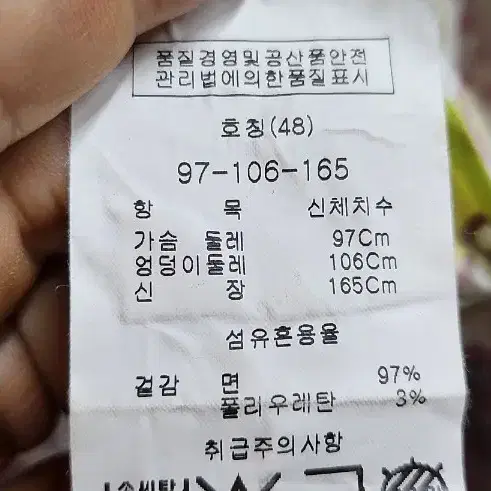 품질경영및공산품안전
관리법에의한품질표시
호칭(48)
97-106-165
항 목 신체치수
가슴 둘레 97Cm
엉덩이둘레 106Cm
신 장 165Cm
섬유혼용율
겉감 면 97%
폴리우레탄 3%
취급주의사항
손세탁